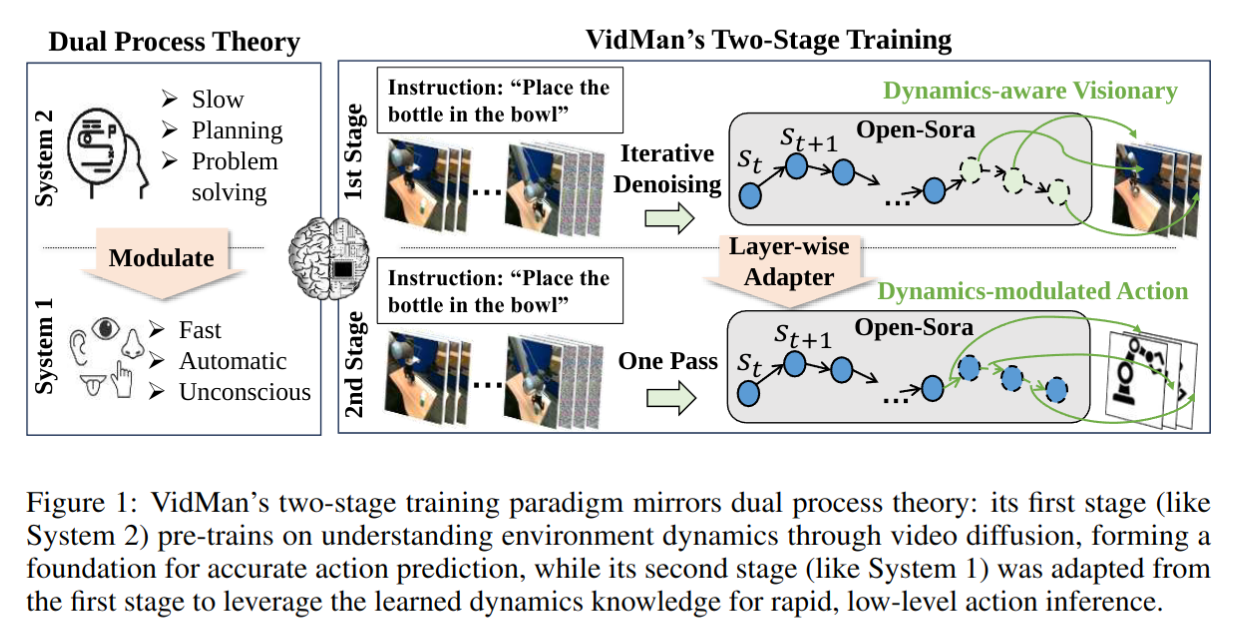 Dual Process Theory
System 2
➢ Slow
➢ Planning
➢ Problem
solving
Modulate
System 1
➢ Fast
➢ Automatic
➢ Unconscious
VidMan's Two-Stage Training
1st Stage
Instruction: "Place the
bottle in the bowl"
...
Iterative
Denoising
Dynamics-aware Visionary
Open-Sora
S_t
S_{t+1}
...
Layer-wise
Adapter
2nd Stage
Instruction: "Place the
bottle in the bowl"
...
One Pass
Dynamics-modulated Action
Open-Sora
S_t
S_{t+1}
...
Figure 1: VidMan's two-stage training paradigm mirrors dual process theory: its first stage (like
System 2) pre-trains on understanding environment dynamics through video diffusion, forming a
foundation for accurate action prediction, while its second stage (like System 1) was adapted from
the first stage to leverage the learned dynamics knowledge for rapid, low-level action inference.